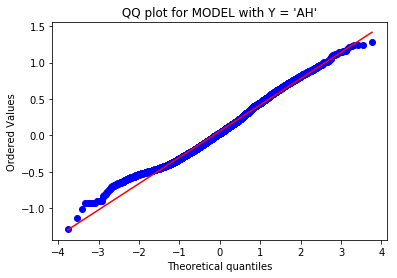 QQ plot for MODEL with Y = 'AH'
1.5
1.0
0.5
0.0
−0.5
−1.0
Ordered Values
−4 −3 −2 −1 0 1 2 3 4
Theoretical quantiles